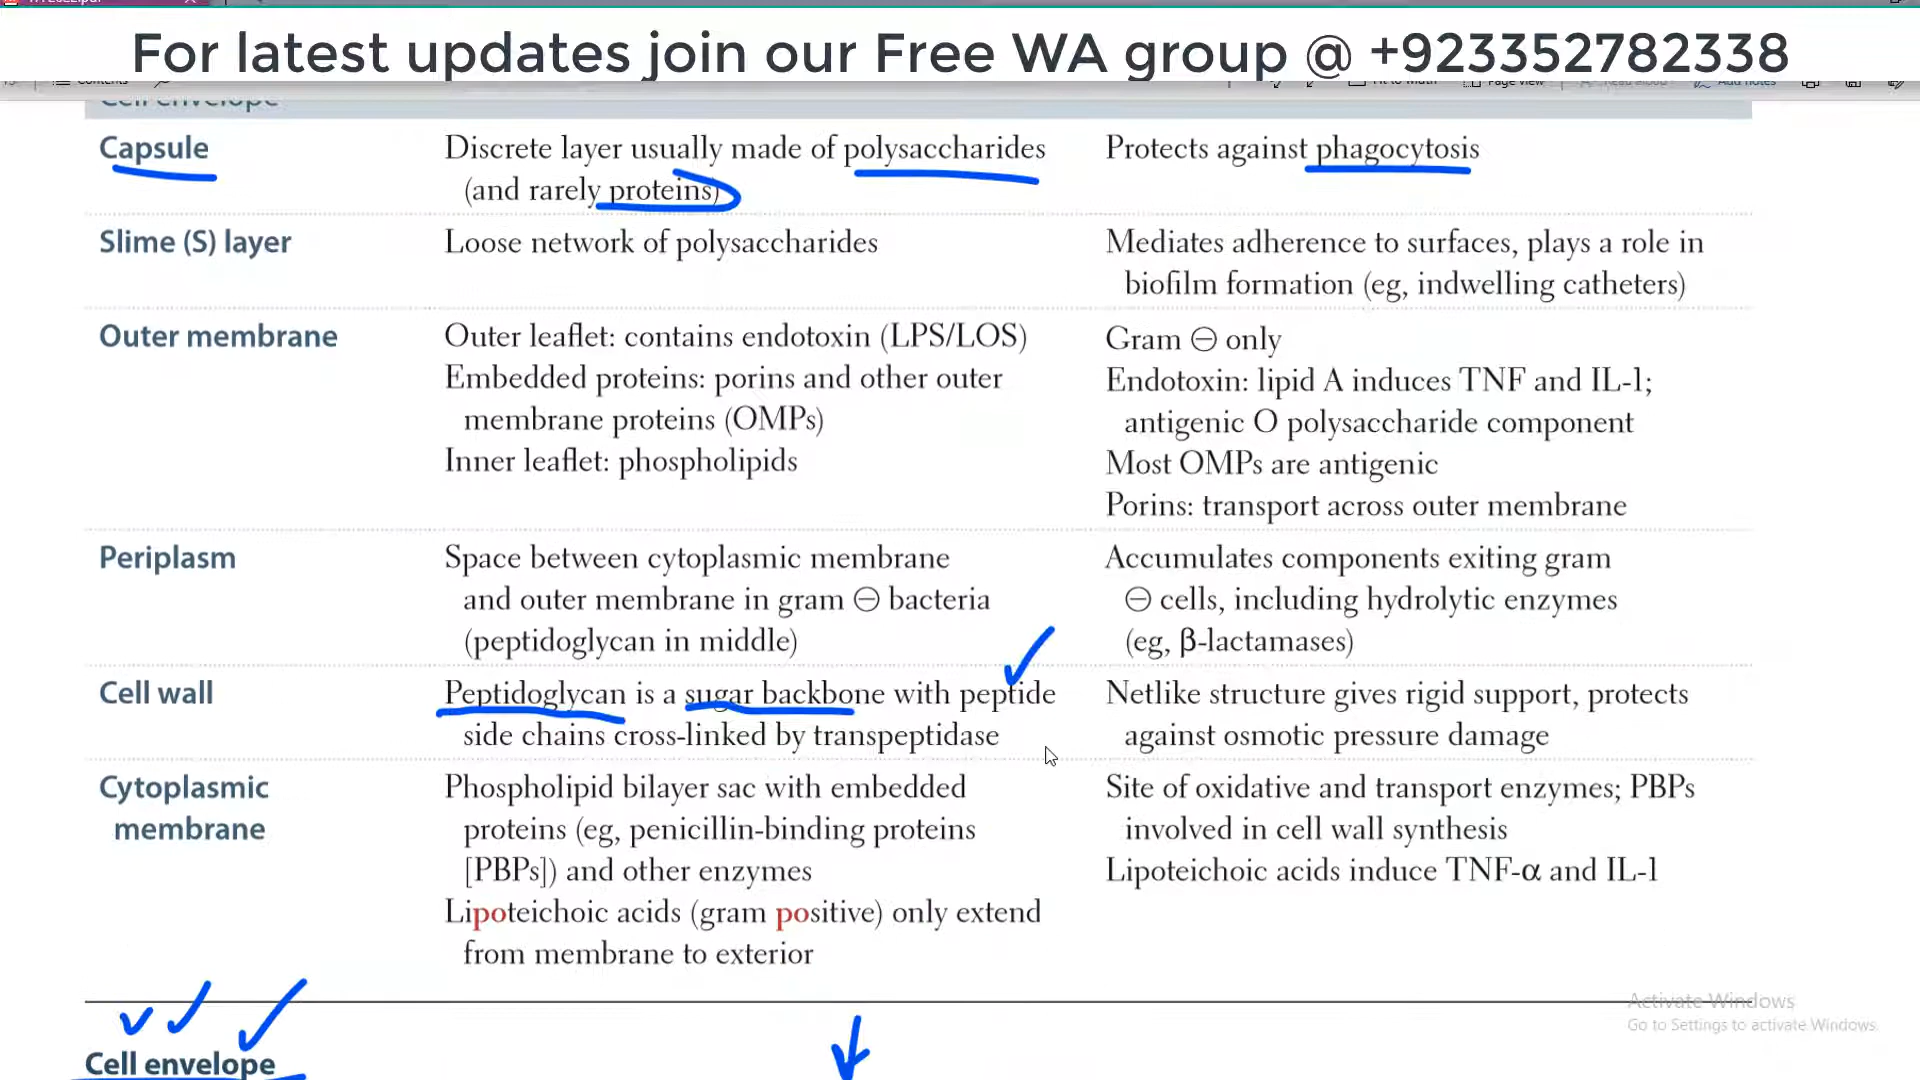 For latest updates join our Free WA group @ +923352782338
Contents
Page view
Add notes
Cell envelope
Capsule
Discrete layer usually made of polysaccharides
(and rarely proteins)
Protects against phagocytosis
Slime (S) layer
Loose network of polysaccharides
Mediates adherence to surfaces, plays a role in
biofilm formation (eg, indwelling catheters)
Outer membrane
Outer leaflet: contains endotoxin (LPS/LOS)
Embedded proteins: porins and other outer
membrane proteins (OMPs)
Inner leaflet: phospholipids
Gram ⊖ only
Endotoxin: lipid A induces TNF and IL-1;
antigenic O polysaccharide component
Most OMPs are antigenic
Porins: transport across outer membrane
Periplasm
Space between cytoplasmic membrane
and outer membrane in gram ⊖ bacteria
(peptidoglycan in middle)
Accumulates components exiting gram
⊖ cells, including hydrolytic enzymes
(eg, β-lactamases)
Cell wall
Peptidoglycan is a sugar backbone with peptide
side chains cross-linked by transpeptidase
Netlike structure gives rigid support, protects
against osmotic pressure damage
Cytoplasmic
membrane
Phospholipid bilayer sac with embedded
proteins (eg, penicillin-binding proteins
[PBPs]) and other enzymes
Lipoteichoic acids (gram positive) only extend
from membrane to exterior
Site of oxidative and transport enzymes; PBPs
involved in cell wall synthesis
Lipoteichoic acids induce TNF-α and IL-1
Activate Windows
Go to Settings to activate Windows.
Cell envelope